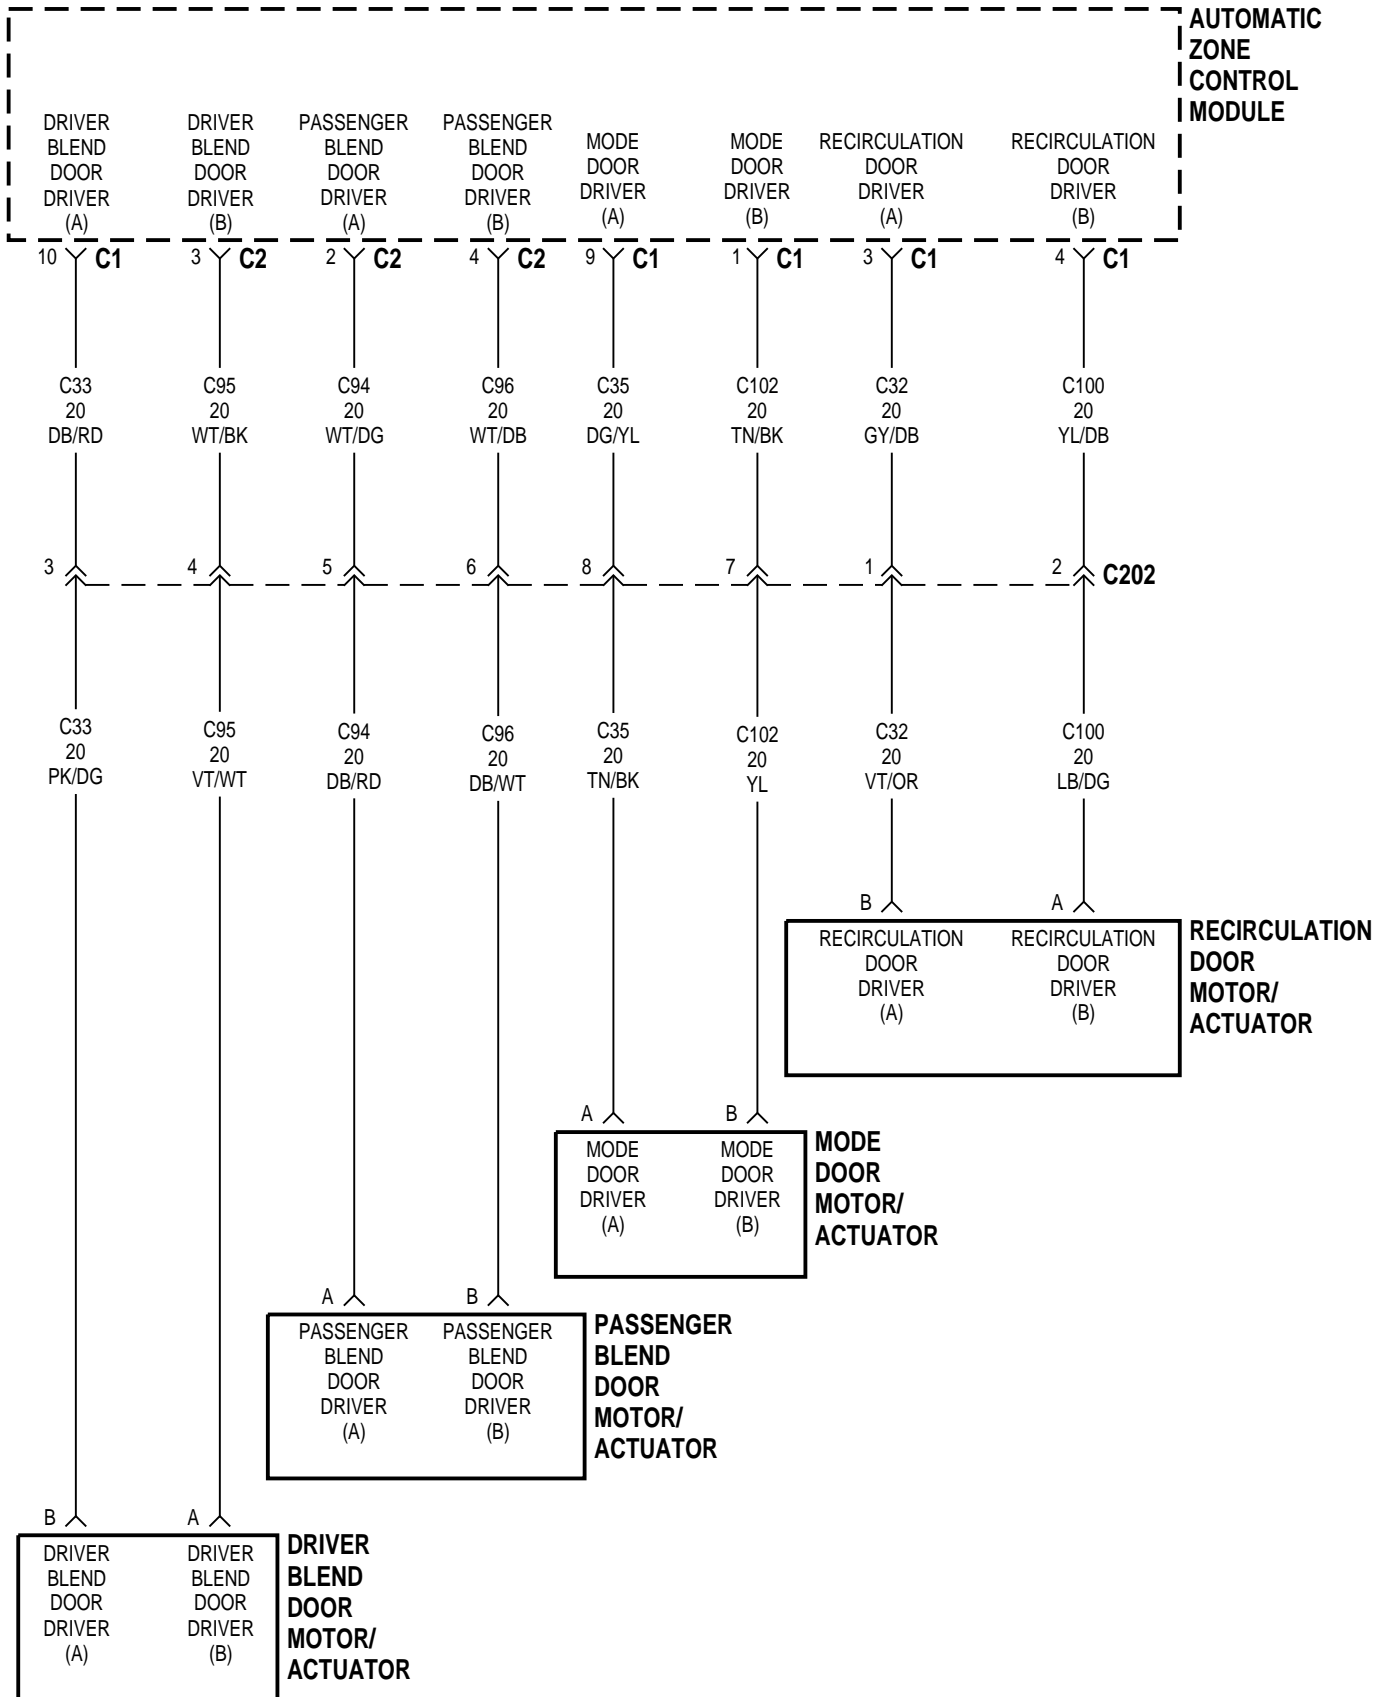 AUTOMATIC
ZONE
CONTROL
MODULE
DRIVER
BLEND
DOOR
DRIVER
(A)
DRIVER
BLEND
DOOR
DRIVER
(B)
PASSENGER
BLEND
DOOR
DRIVER
(A)
PASSENGER
BLEND
DOOR
DRIVER
(B)
MODE
DOOR
DRIVER
(A)
MODE
DOOR
DRIVER
(B)
RECIRCULATION
DOOR
DRIVER
(A)
RECIRCULATION
DOOR
DRIVER
(B)
10 C1
3 C2
2 C2
4 C2
9 C1
1 C1
3 C1
4 C1
C33
20
DB/RD
C95
20
WT/BK
C94
20
WT/DG
C96
20
WT/DB
C35
20
DG/YL
C102
20
TN/BK
C32
20
GY/DB
C100
20
YL/DB
3
4
5
6
8
7
1
2
C202
C33
20
PK/DG
C95
20
VT/WT
C94
20
DB/RD
C96
20
DB/WT
C35
20
TN/BK
C102
20
YL
C32
20
VT/OR
C100
20
LB/DG
B
A
RECIRCULATION
DOOR
DRIVER
(A)
RECIRCULATION
DOOR
DRIVER
(B)
RECIRCULATION
DOOR
MOTOR/
ACTUATOR
A
B
MODE
DOOR
DRIVER
(A)
MODE
DOOR
DRIVER
(B)
MODE
DOOR
MOTOR/
ACTUATOR
A
B
PASSENGER
BLEND
DOOR
DRIVER
(A)
PASSENGER
BLEND
DOOR
DRIVER
(B)
PASSENGER
BLEND
DOOR
MOTOR/
ACTUATOR
B
A
DRIVER
BLEND
DOOR
DRIVER
(A)
DRIVER
BLEND
DOOR
DRIVER
(B)
DRIVER
BLEND
DOOR
MOTOR/
ACTUATOR